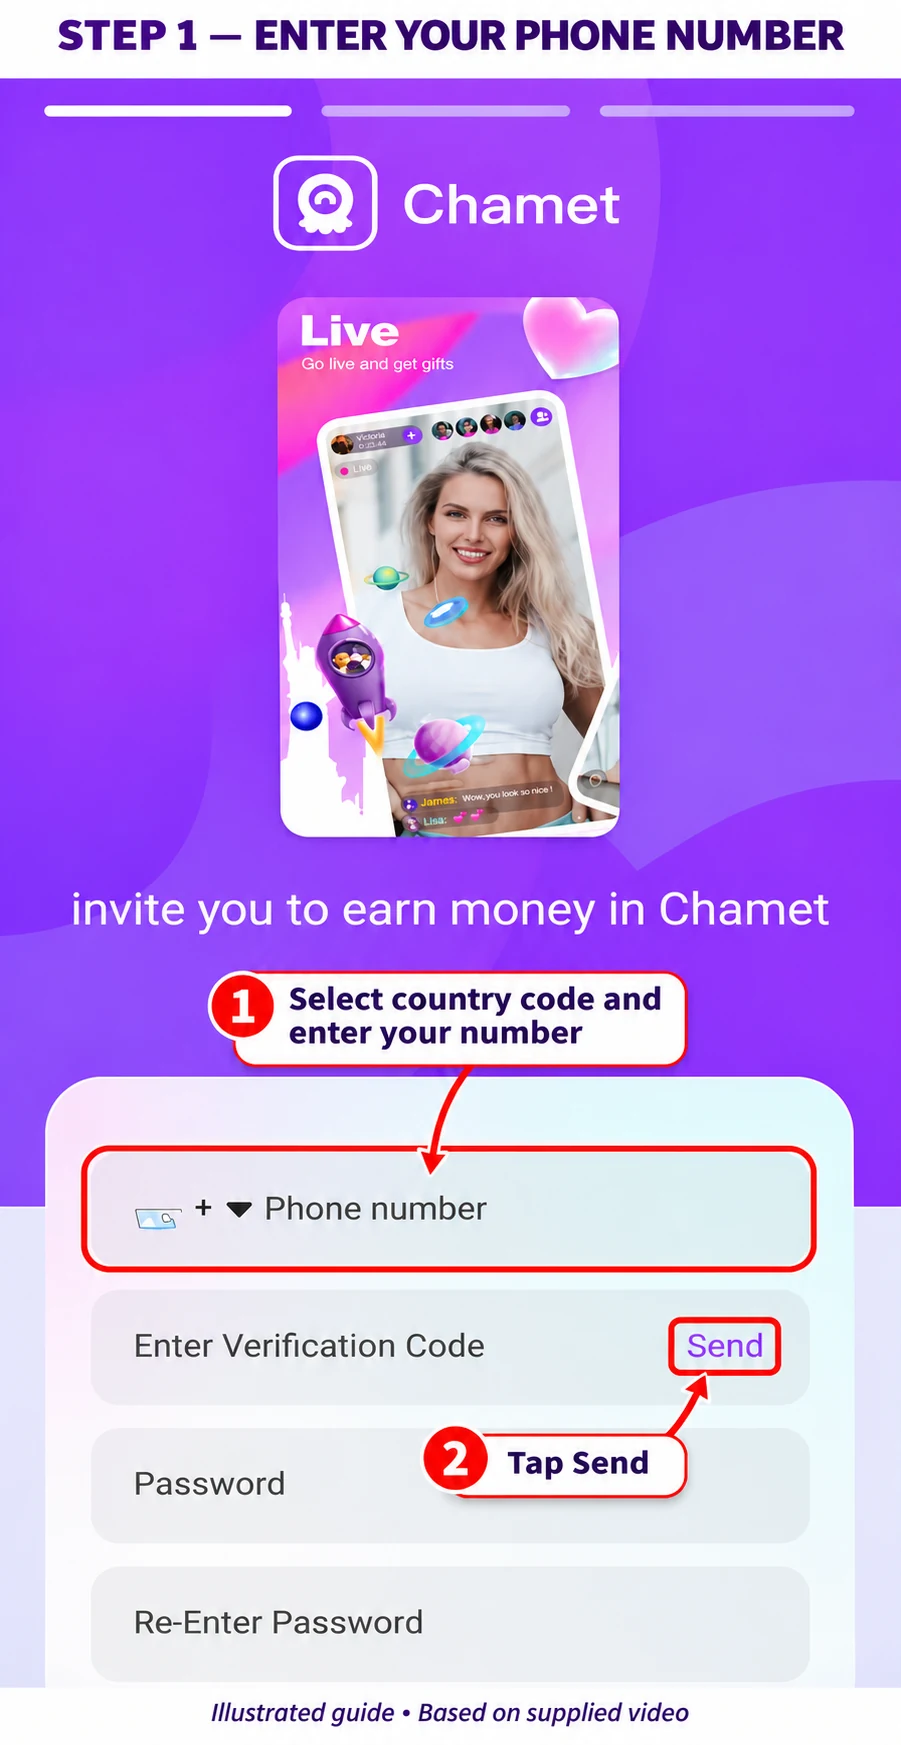 STEP 1 — ENTER YOUR PHONE NUMBER
Chamet
Live
Go live and get gifts
Victoria
Live
James: Wow,you look so nice !
Lisa:
invite you to earn money in Chamet
1
Select country code and
enter your number
+ Phone number
Enter Verification Code
Send
2
Tap Send
Password
Re-Enter Password
Illustrated guide • Based on supplied video